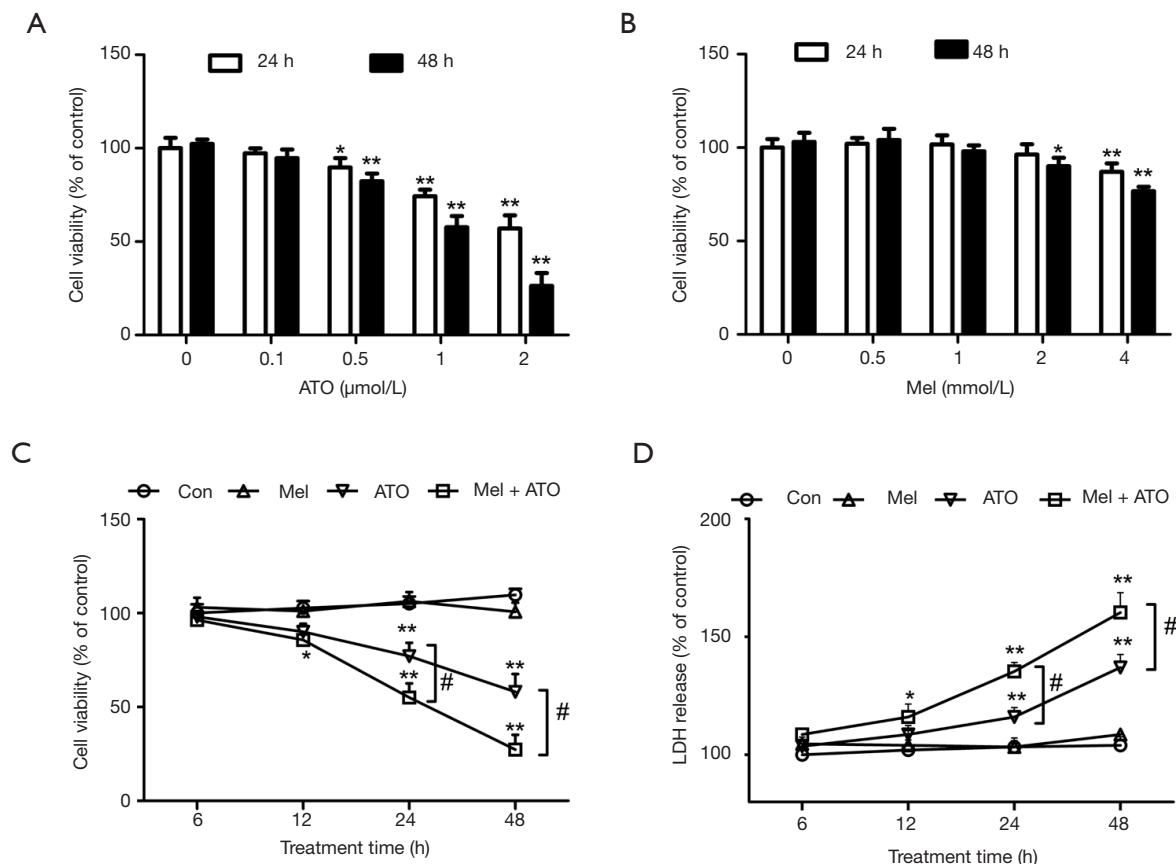 A
150
100
50
0
Cell viability (% of control)
24 h
48 h
*
**
**
**
**
**
0
0.1
0.5
1
2
ATO (µmol/L)
B
150
100
50
0
Cell viability (% of control)
24 h
48 h
*
**
**
0
0.5
1
2
4
Mel (mmol/L)
C
Con
Mel
ATO
Mel + ATO
150
100
50
0
Cell viability (% of control)
*
**
**
#
**
**
#
6
12
24
48
Treatment time (h)
D
Con
Mel
ATO
Mel + ATO
200
150
100
LDH release (% of control)
*
**
**
#
**
**
#
6
12
24
48
Treatment time (h)